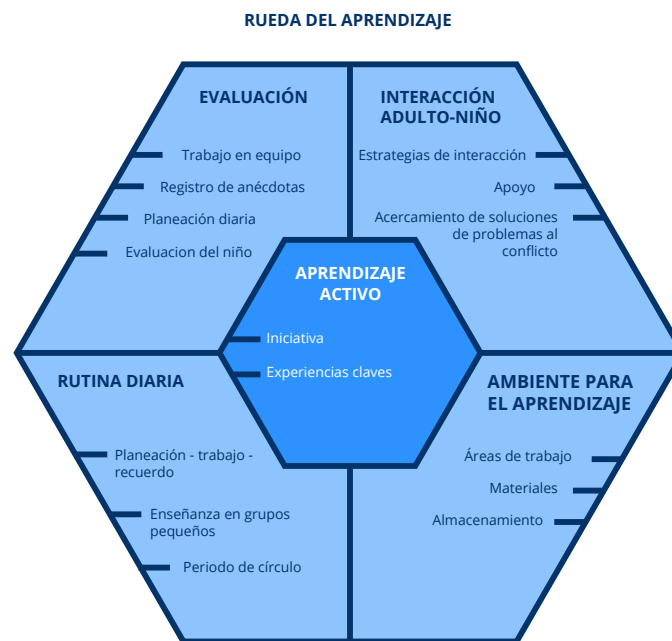 RUEDA DEL APRENDIZAJE
EVALUACIÓN
Trabajo en equipo
Registro de anécdotas
Planeación diaria
Evaluacion del niño
INTERACCIÓN
ADULTO-NIÑO
Estrategias de interacción
Apoyo
Acercamiento de soluciones
de problemas al
conflicto
APRENDIZAJE
ACTIVO
Iniciativa
Experiencias claves
RUTINA DIARIA
Planeación - trabajo -
recuerdo
Enseñanza en grupos
pequeños
Periodo de círculo
AMBIENTE PARA
EL APRENDIZAJE
Áreas de trabajo
Materiales
Almacenamiento